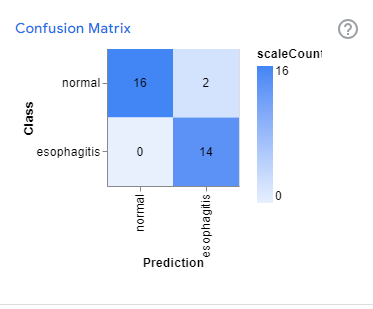 Confusion Matrix
?
scaleCount
16
0
Class
normal
16
2
esophagitis
0
14
normal
esophagitis
Prediction